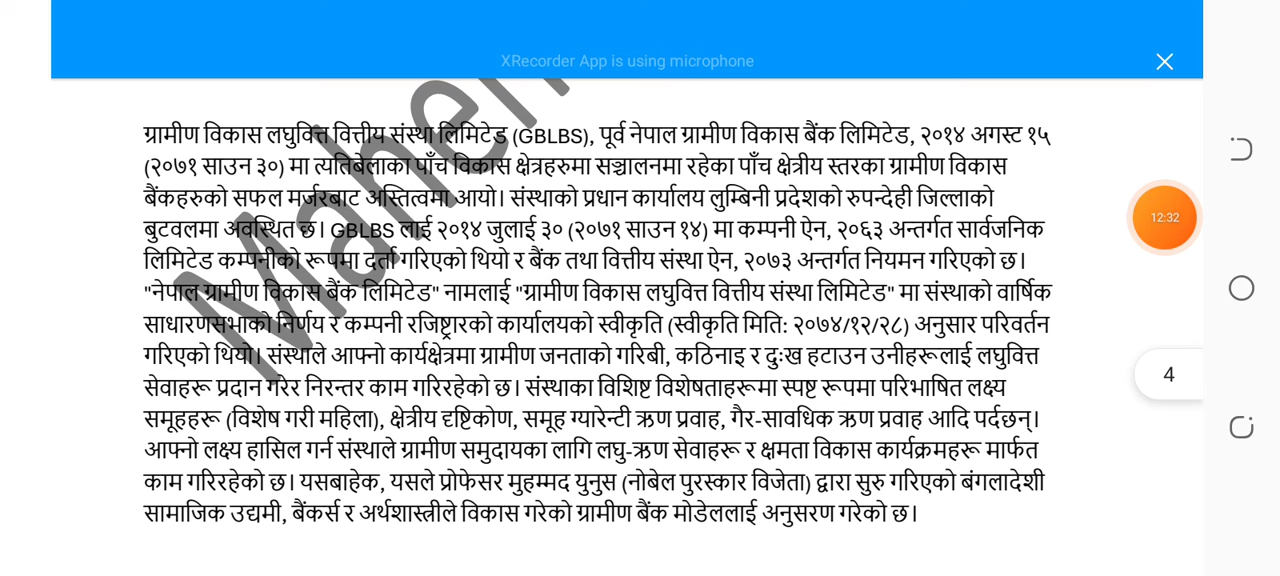 XRecorder App is using microphone
Mahen
ग्रामीण विकास लघुवित्त वित्तीय संस्था लिमिटेड (GBLBS), पूर्व नेपाल ग्रामीण विकास बैंक लिमिटेड, २०१४ अगस्ट १५
(२०७१ साउन ३०) मा त्यतिबेलाका पाँच विकास क्षेत्रहरुमा सञ्चालनमा रहेका पाँच क्षेत्रीय स्तरका ग्रामीण विकास
बैंकहरुको सफल मर्जरबाट अस्तित्वमा आयो। संस्थाको प्रधान कार्यालय लुम्बिनी प्रदेशको रुपन्देही जिल्लाको
12:32
बुटवलमा अवस्थित छ। GBLBS लाई २०१४ जुलाई ३० (२०७१ साउन १४) मा कम्पनी ऐन, २०६३ अन्तर्गत सार्वजनिक
लिमिटेड कम्पनीको रूपमा दर्ता गरिएको थियो र बैंक तथा वित्तीय संस्था ऐन, २०७३ अन्तर्गत नियमन गरिएको छ।
"नेपाल ग्रामीण विकास बैंक लिमिटेड" नामलाई "ग्रामीण विकास लघुवित्त वित्तीय संस्था लिमिटेड" मा संस्थाको वार्षिक
साधारणसभाको निर्णय र कम्पनी रजिष्ट्रारको कार्यालयको स्वीकृति (स्वीकृति मिति: २०७४/१२/२८) अनुसार परिवर्तन
गरिएको थियो। संस्थाले आफ्नो कार्यक्षेत्रमा ग्रामीण जनताको गरिबी, कठिनाइ र दुःख हटाउन उनीहरूलाई लघुवित्त
4
सेवाहरू प्रदान गरेर निरन्तर काम गरिरहेको छ। संस्थाका विशिष्ट विशेषताहरूमा स्पष्ट रूपमा परिभाषित लक्ष्य
समूहहरू (विशेष गरी महिला), क्षेत्रीय दृष्टिकोण, समूह ग्यारेन्टी ऋण प्रवाह, गैर-सावधिक ऋण प्रवाह आदि पर्दछन्।
आफ्नो लक्ष्य हासिल गर्न संस्थाले ग्रामीण समुदायका लागि लघु-ऋण सेवाहरू र क्षमता विकास कार्यक्रमहरू मार्फत
काम गरिरहेको छ। यसबाहेक, यसले प्रोफेसर मुहम्मद युनुस (नोबेल पुरस्कार विजेता) द्वारा सुरु गरिएको बंगलादेशी
सामाजिक उद्यमी, बैंकर्स र अर्थशास्त्रीले विकास गरेको ग्रामीण बैंक मोडेललाई अनुसरण गरेको छ।